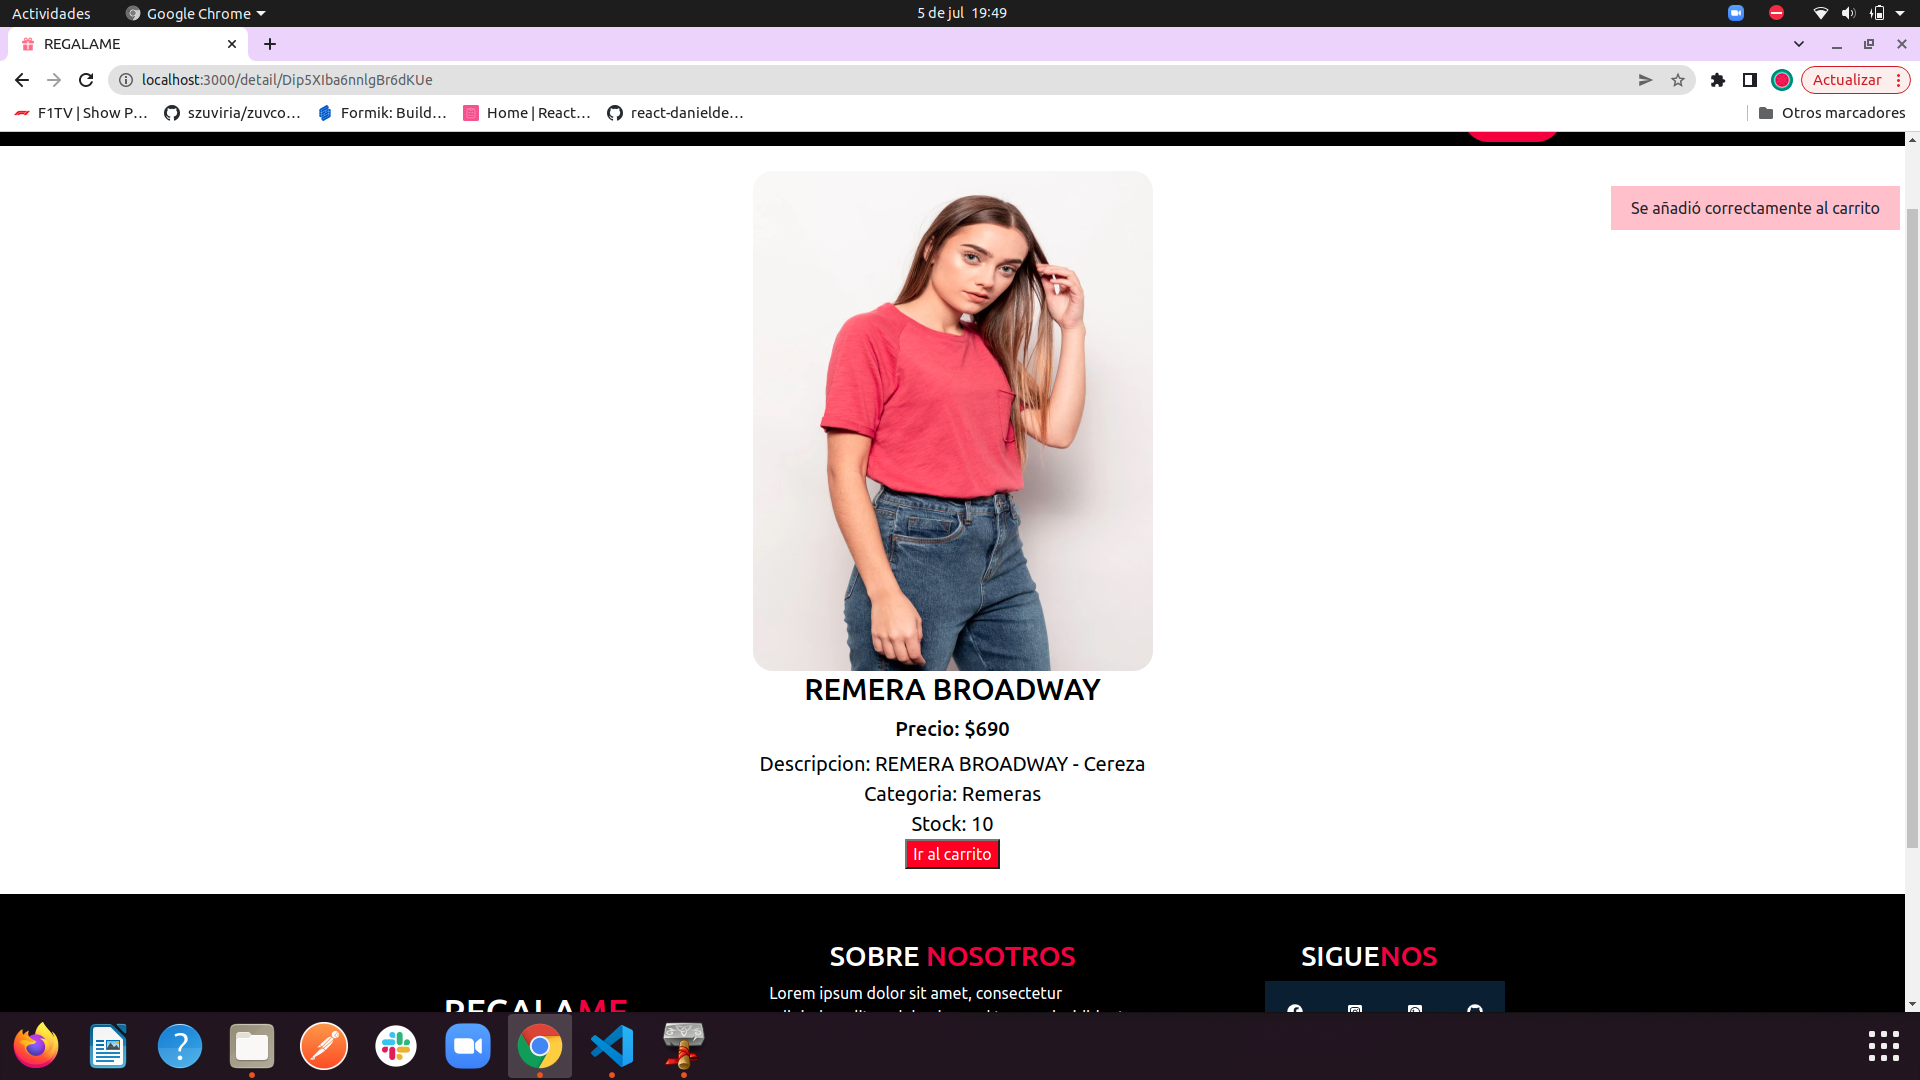 Actividades
Google Chrome
5 de jul 19:49
REGALAME
localhost:3000/detail/Dip5XIba6nnlgBr6dKUe
Actualizar
F1TV | Show P...
szuviria/zuvco...
Formik: Build...
Home | React...
react-danielde...
Otros marcadores
Se añadió correctamente al carrito
REMERA BROADWAY
Precio: $690
Descripcion: REMERA BROADWAY - Cereza
Categoria: Remeras
Stock: 10
Ir al carrito
SOBRE NOSOTROS
SIGUENOS
Lorem ipsum dolor sit amet, consectetur
REGALAME